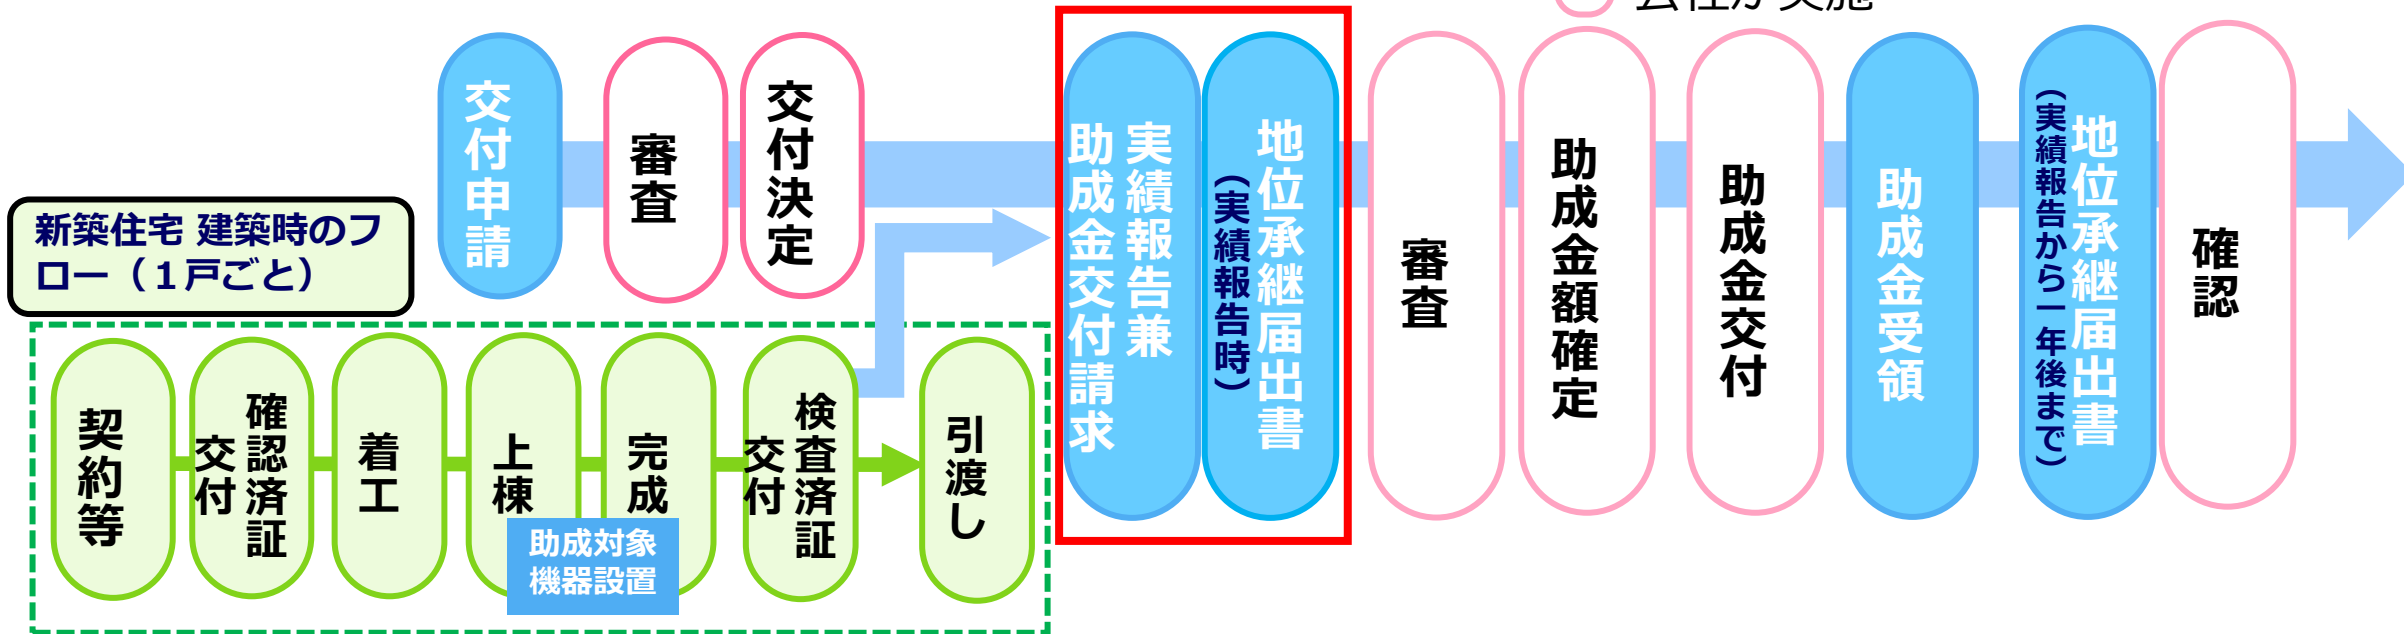 交付申請
審査
交付決定
実績報告兼
助成金交付請求
地位承継届出書
（実績報告時）
審査
助成金額確定
助成金交付
助成金受領
地位承継届出書
（実績報告から一年後まで）
確認
新築住宅 建築時のフ
ロー（１戸ごと）
契約等
確認済証
交付
着工
上棟
完成
助成対象
機器設置
検査済証
交付
引渡し